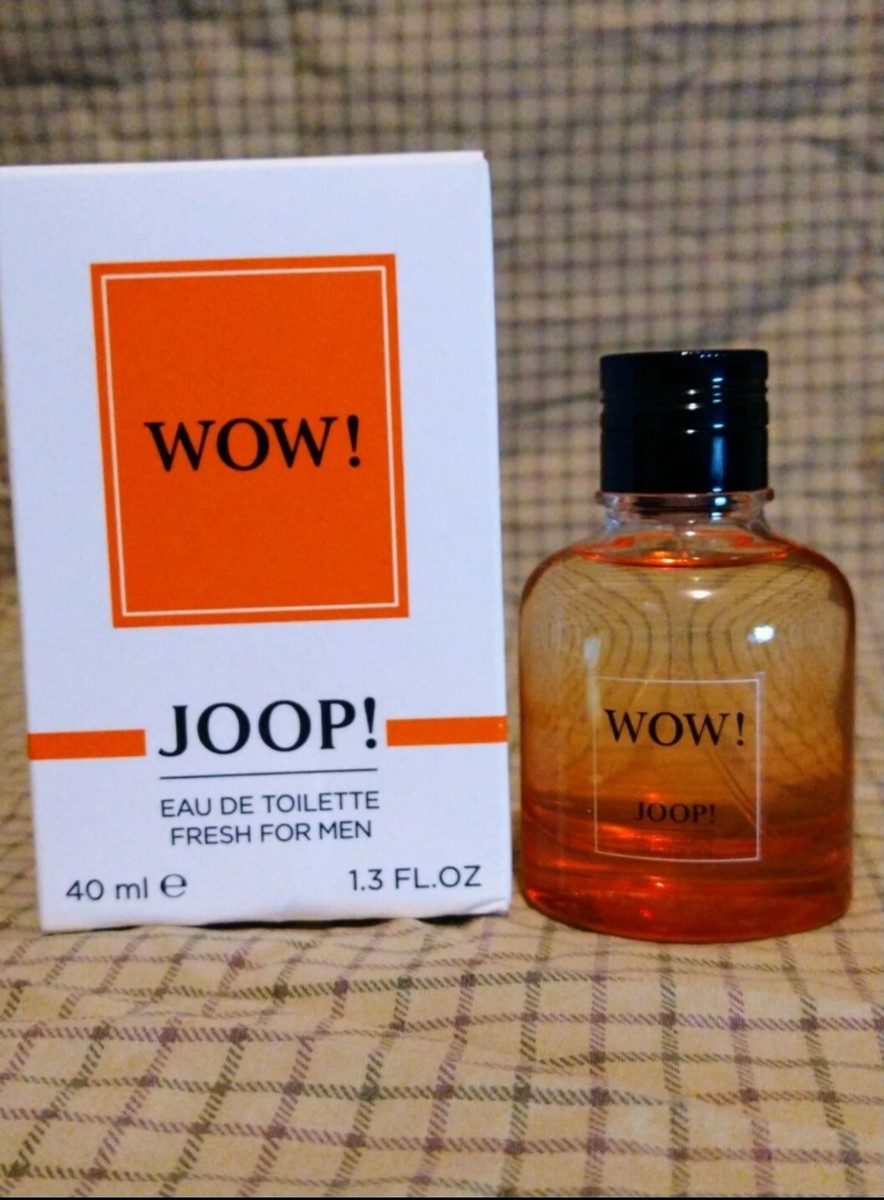 WOW!
JOOP!
EAU DE TOILETTE
FRESH FOR MEN
40 ml ℮
1.3 FL.OZ
WOW!
JOOP!